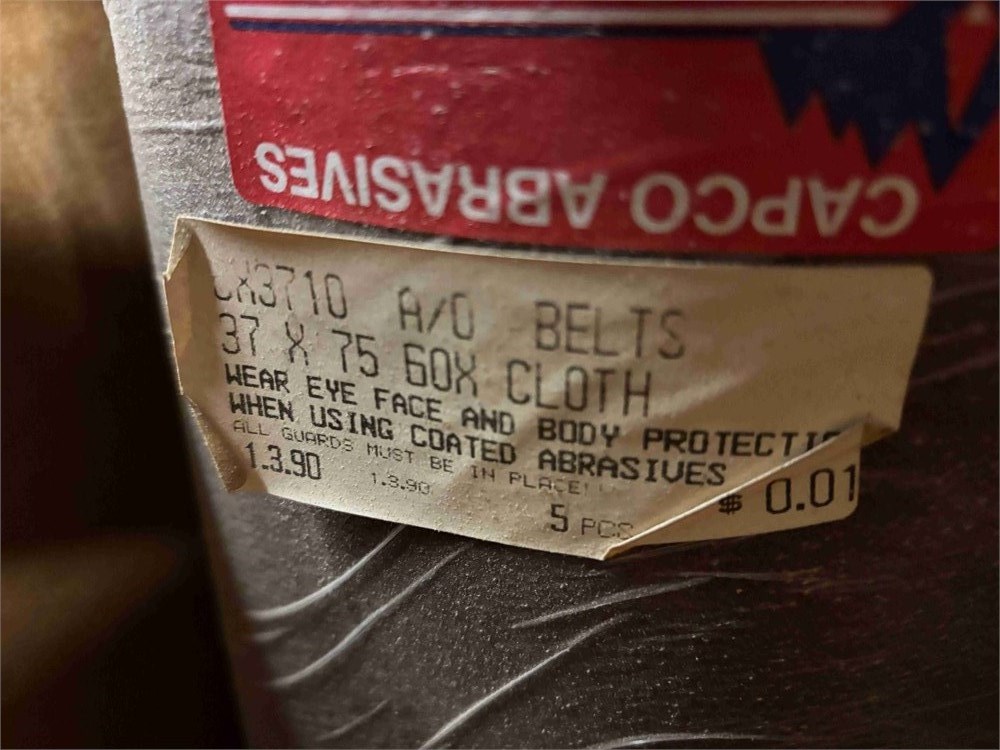 CAPCO ABRASIVES
CX3710 A/O BELTS
37 X 75 60X CLOTH
WEAR EYE FACE AND BODY
WHEN USING COATED ABRASIVES
ALL GUARDS MUST BE IN PLACE!
1.3.90 1.3.90
5 PCS $ 0.01